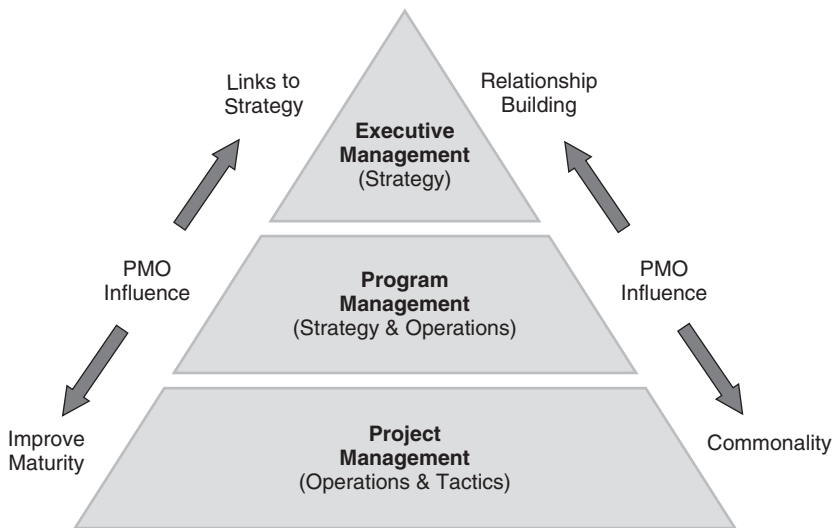 Links to
Strategy
Relationship
Building
Executive
Management
(Strategy)
PMO
Influence
Program
Management
(Strategy & Operations)
PMO
Influence
Improve
Maturity
Project
Management
(Operations & Tactics)
Commonality